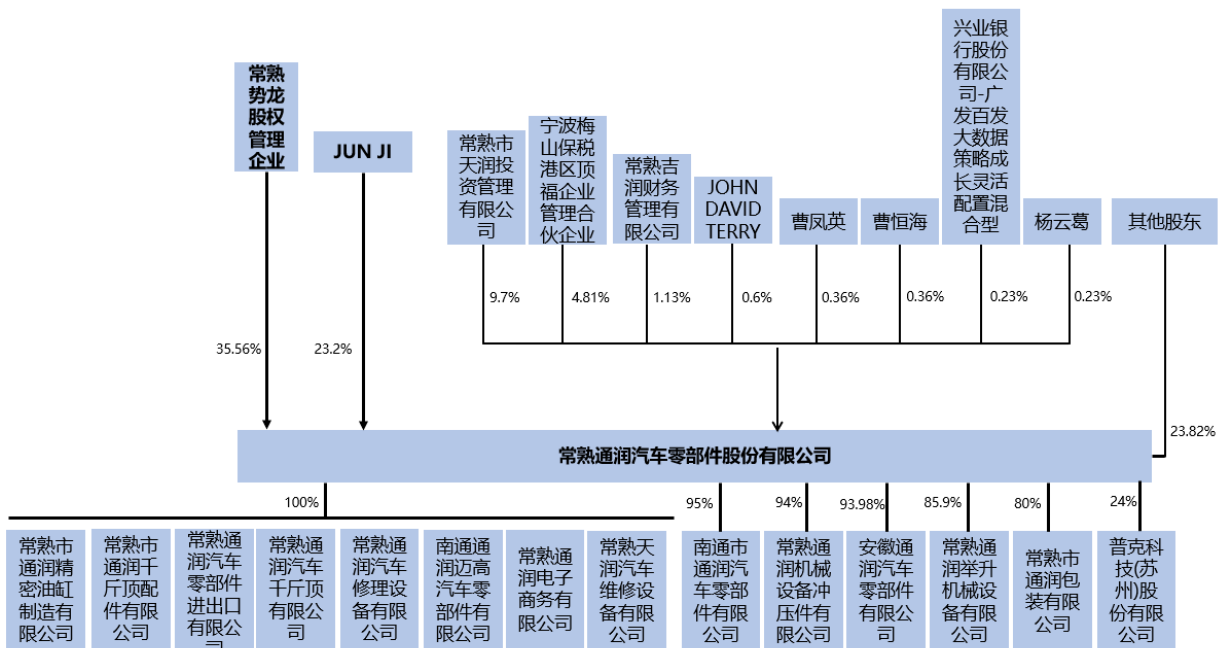 常熟
势龙
股权
管理
企业
JUN JI
常熟市
天润投
资管理
有限公
司
宁波梅
山保税
港区顶
福企业
管理合
伙企业
常熟吉
润财务
管理有
限公司
JOHN
DAVID
TERRY
曹凤英
曹恒海
兴业银
行股份
有限公
司-广
发百发
大数据
策略成
长灵活
配置混
合型
杨云葛
其他股东
35.56%
23.2%
9.7%
4.81%
1.13%
0.6%
0.36%
0.36%
0.23%
0.23%
23.82%
常熟通润汽车零部件股份有限公司
100%
95%
94%
93.98%
85.9%
80%
24%
常熟市
通润精
密油缸
制造有
限公司
常熟市
通润千
斤顶配
件有限
公司
常熟通
润汽车
零部件
进出口
有限公
司
常熟通
润汽车
千斤顶
有限公
司
常熟通
润汽车
修理设
备有限
公司
南通通
润迈高
汽车零
部件有
限公司
常熟通
润电子
商务有
限公司
常熟天
润汽车
维修设
备有限
公司
南通市
通润汽
车零部
件有限
公司
常熟通
润机械
设备冲
压件有
限公司
安徽通
润汽车
零部件
有限公
司
常熟通
润举升
机械设
备有限
公司
常熟市
通润包
装有限
公司
普克科
技(苏
州)股
份有限
公司